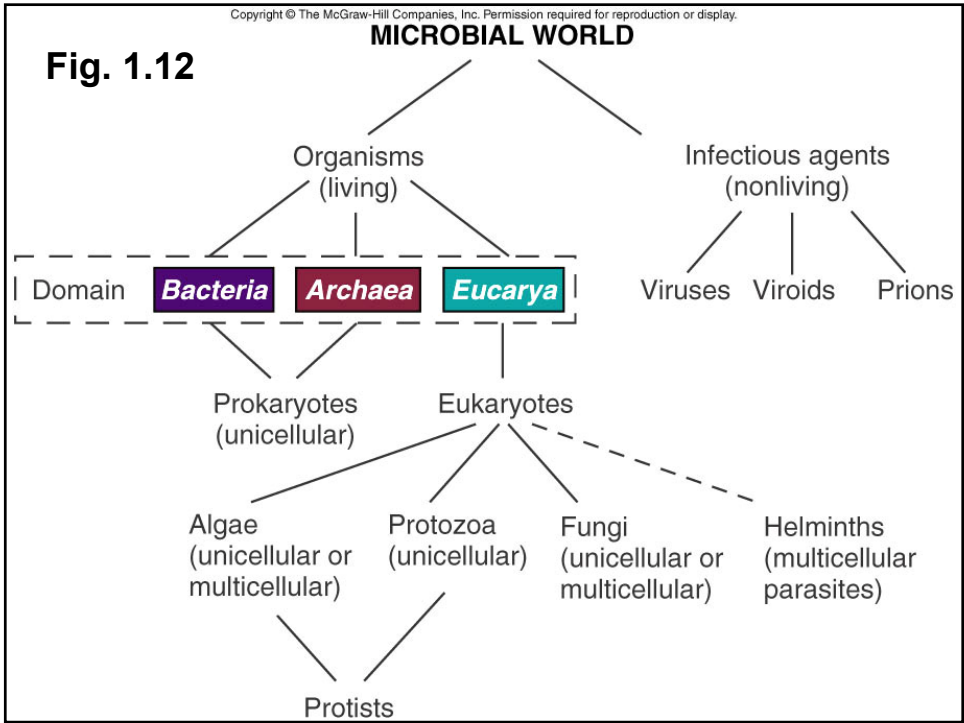 Copyright © The McGraw-Hill Companies, Inc. Permission required for reproduction or display.
MICROBIAL WORLD
Fig. 1.12
Organisms
(living)
Infectious agents
(nonliving)
Domain
Bacteria
Archaea
Eucarya
Viruses
Viroids
Prions
Prokaryotes
(unicellular)
Eukaryotes
Algae
(unicellular or
multicellular)
Protozoa
(unicellular)
Fungi
(unicellular or
multicellular)
Helminths
(multicellular
parasites)
Protists